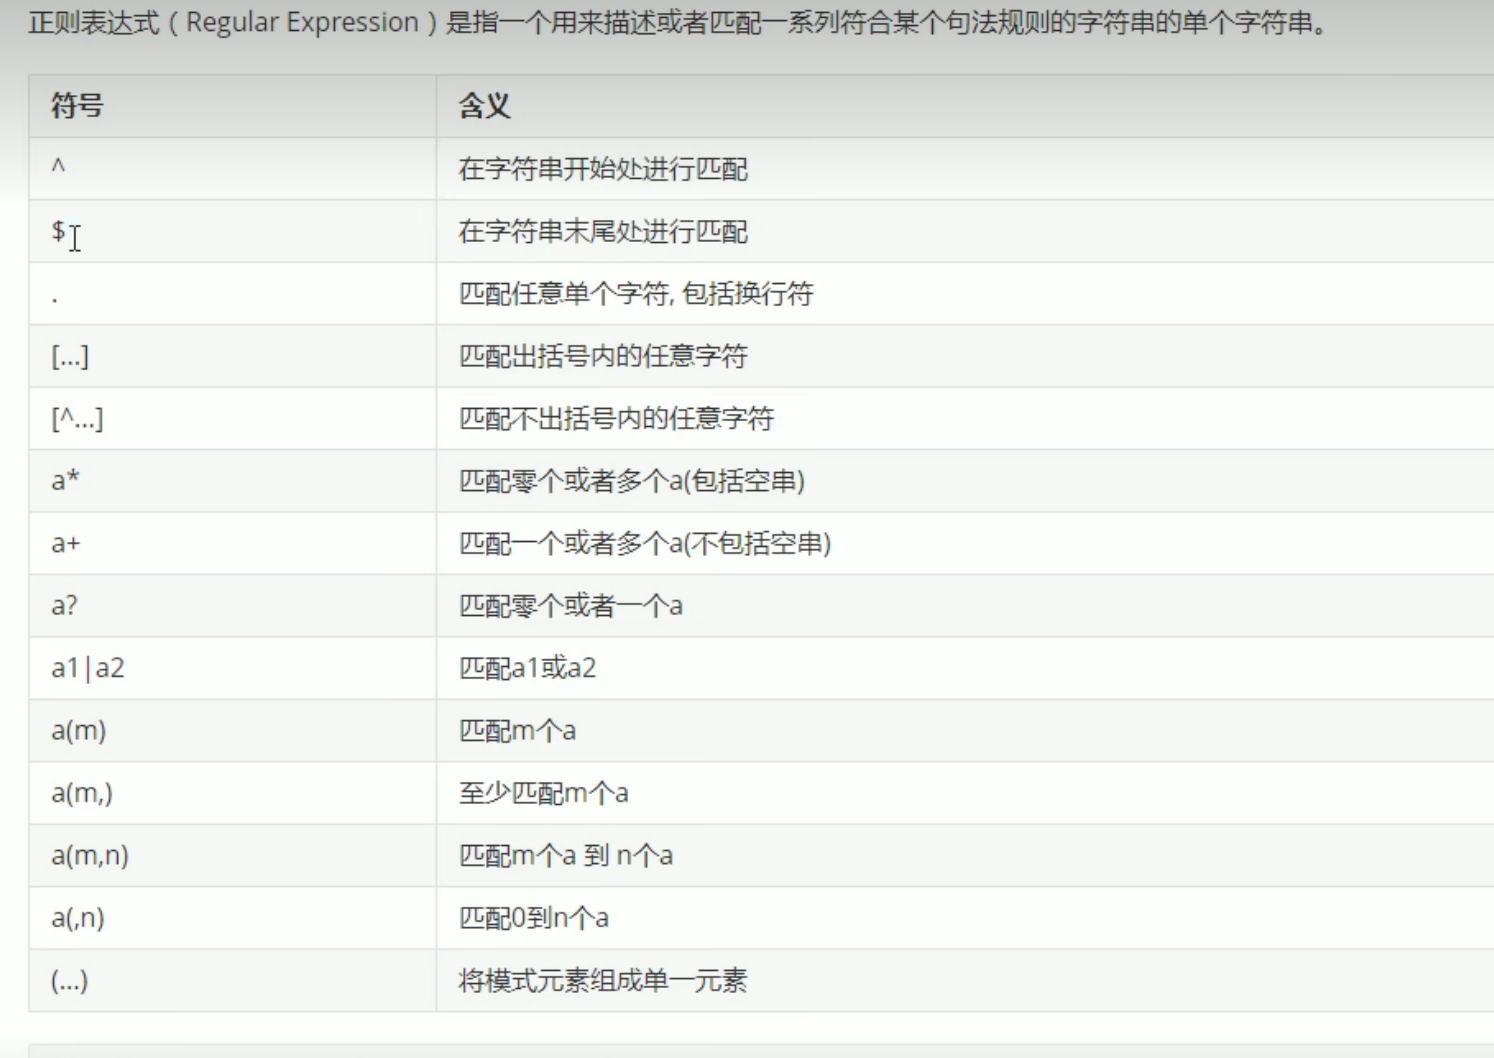 正则表达式（Regular Expression）是指一个用来描述或者匹配一系列符合某个句法规则的字符串的单个字符串。
符号 含义
^ 在字符串开始处进行匹配
$ 在字符串末尾处进行匹配
. 匹配任意单个字符, 包括换行符
[...] 匹配出括号内的任意字符
[^...] 匹配不出括号内的任意字符
a* 匹配零个或者多个a(包括空串)
a+ 匹配一个或者多个a(不包括空串)
a? 匹配零个或者一个a
a1|a2 匹配a1或a2
a(m) 匹配m个a
a(m,) 至少匹配m个a
a(m,n) 匹配m个a 到 n个a
a(,n) 匹配0到n个a
(...) 将模式元素组成单一元素